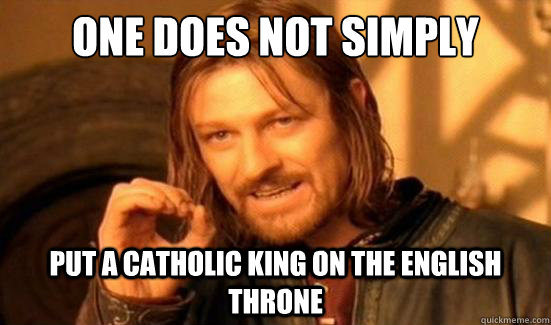 ONE DOES NOT SIMPLY
PUT A CATHOLIC KING ON THE ENGLISH
THRONE
quickmeme.com